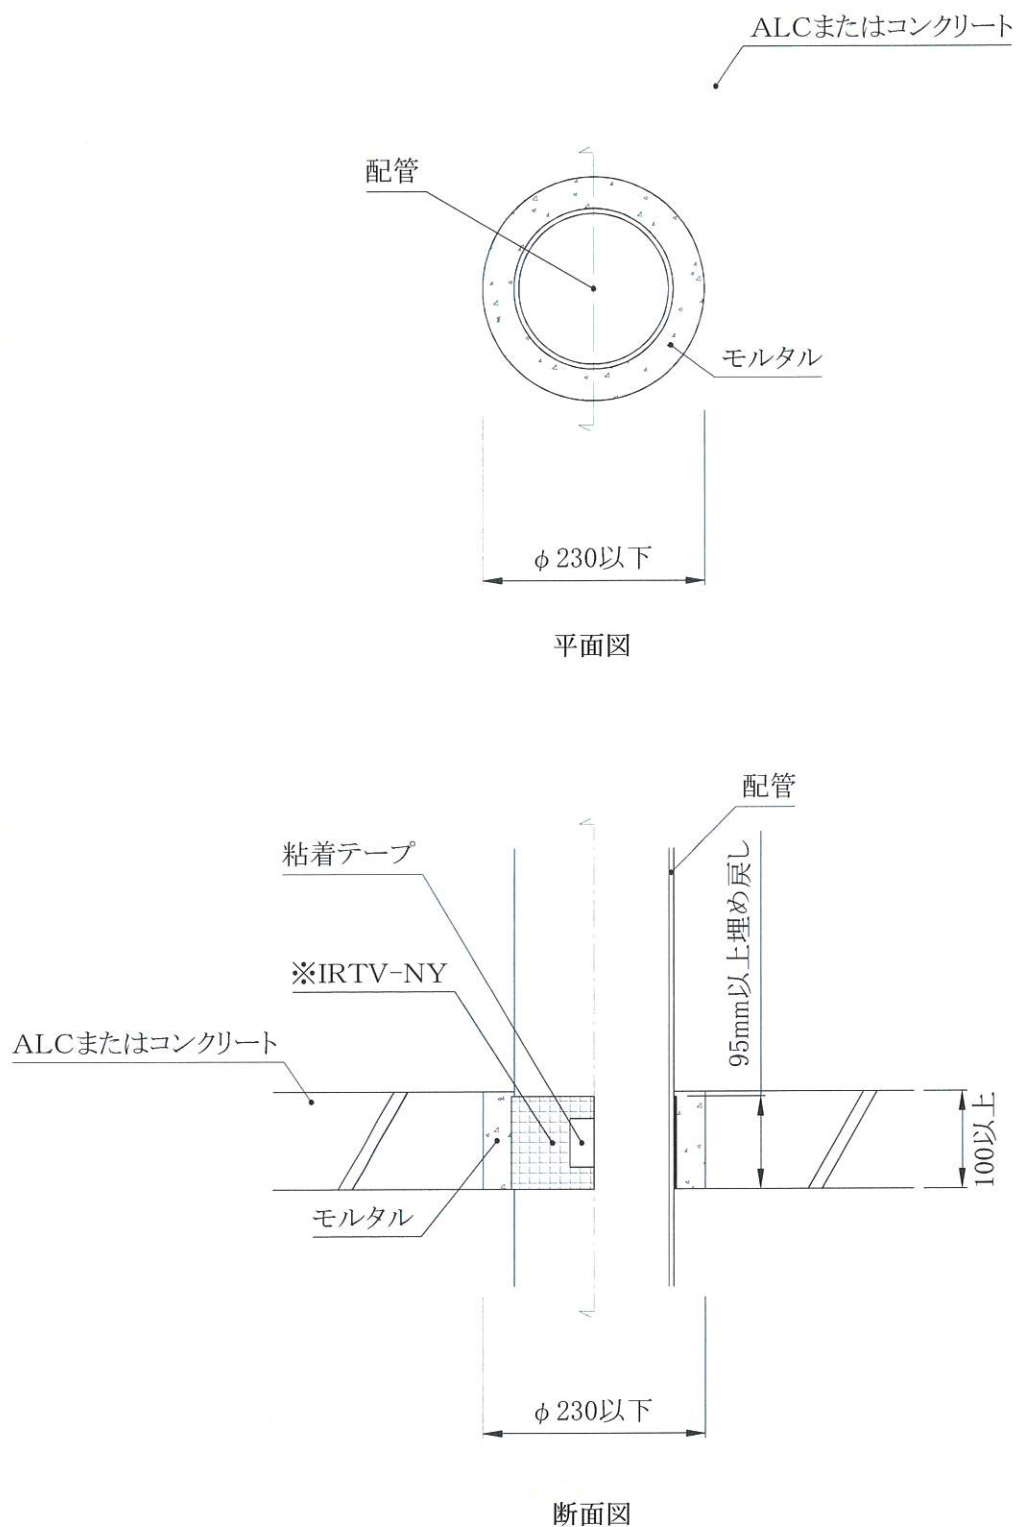 ALCまたはコンクリート
配管
モルタル
φ230以下
平面図
配管
粘着テープ
95mm以上埋め戻し
※IRTV-NY
ALCまたはコンクリート
100以上
モルタル
φ230以下
断面図